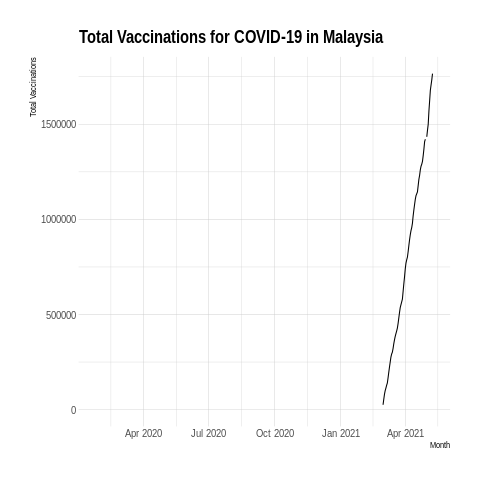 Total Vaccinations for COVID-19 in Malaysia
Total Vaccinations
1500000
1000000
500000
0
Apr 2020 Jul 2020 Oct 2020 Jan 2021 Apr 2021
Month